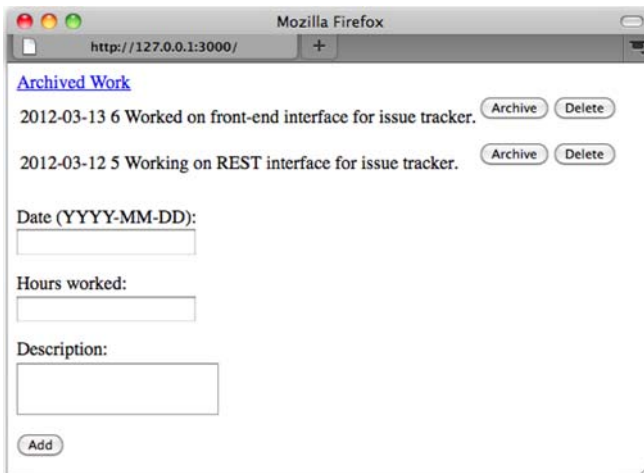 Mozilla Firefox
http://127.0.0.1:3000/
+
Archived Work
2012-03-13 6 Worked on front-end interface for issue tracker. Archive Delete
2012-03-12 5 Working on REST interface for issue tracker. Archive Delete
Date (YYYY-MM-DD):
Hours worked:
Description:
Add